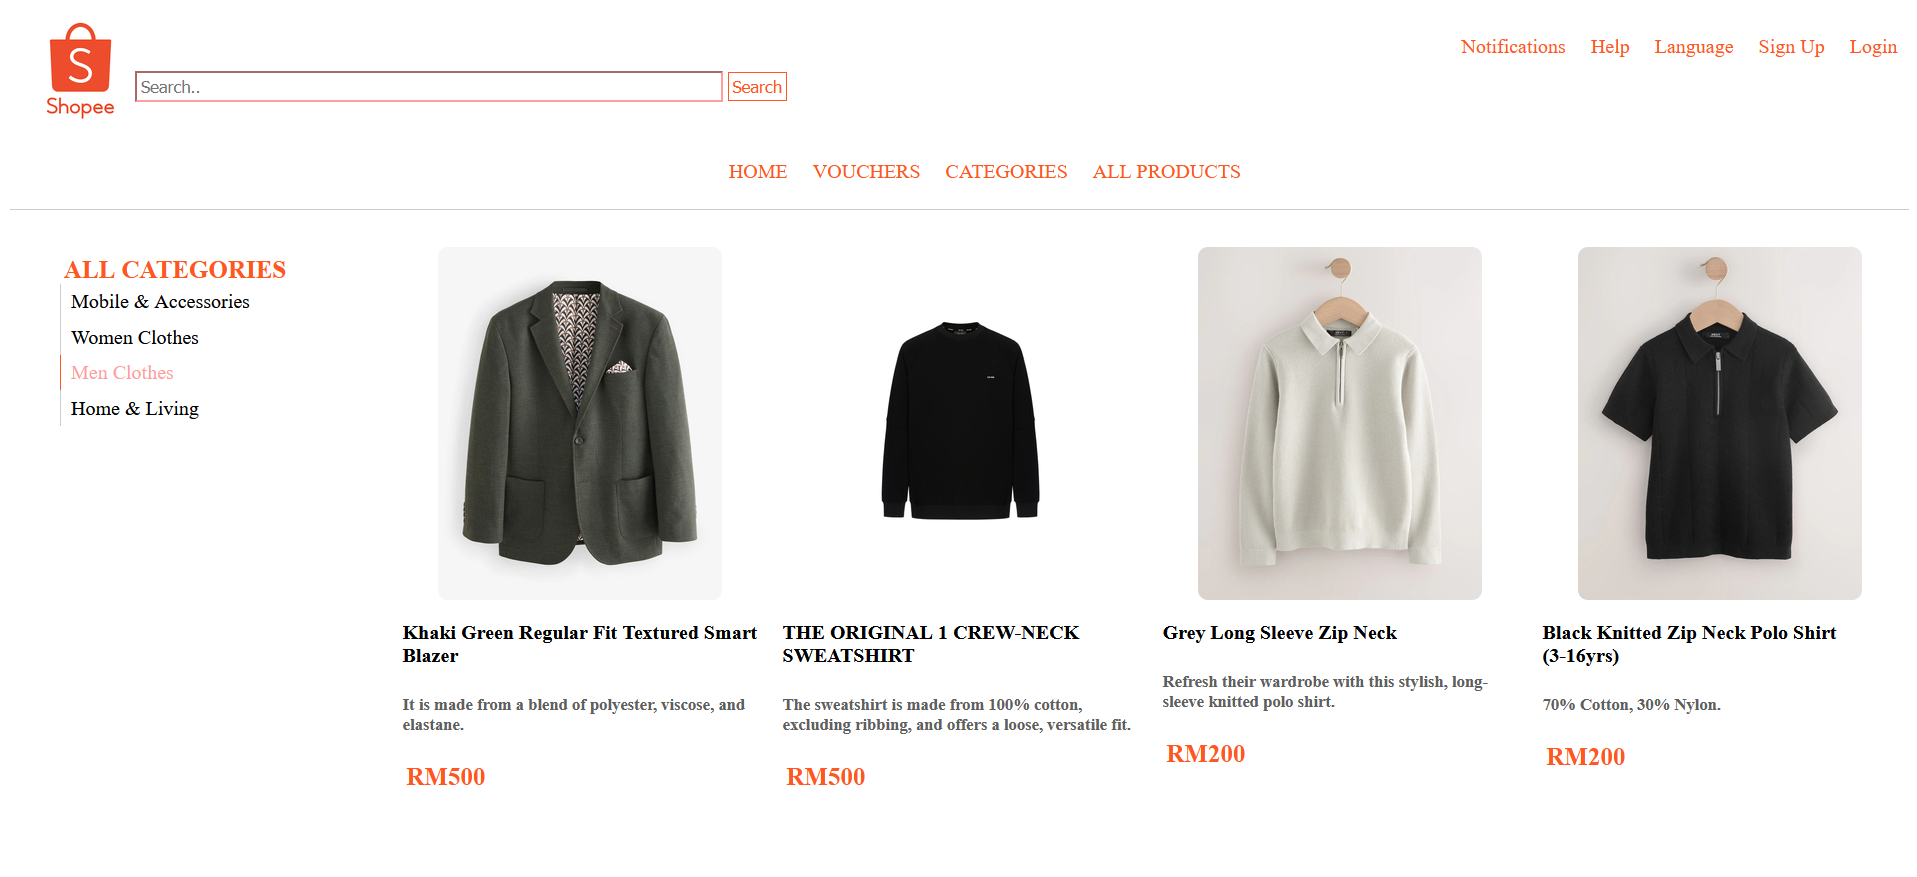 Notifications Help Language Sign Up Login
S
Shopee
Search..
Search
HOME VOUCHERS CATEGORIES ALL PRODUCTS
ALL CATEGORIES
Mobile & Accessories
Women Clothes
Men Clothes
Home & Living
Khaki Green Regular Fit Textured Smart
Blazer
It is made from a blend of polyester, viscose, and
elastane.
RM500
THE ORIGINAL 1 CREW-NECK
SWEATSHIRT
The sweatshirt is made from 100% cotton,
excluding ribbing, and offers a loose, versatile fit.
RM500
Grey Long Sleeve Zip Neck
Refresh their wardrobe with this stylish, long-
sleeve knitted polo shirt.
RM200
Black Knitted Zip Neck Polo Shirt
(3-16yrs)
70% Cotton, 30% Nylon.
RM200